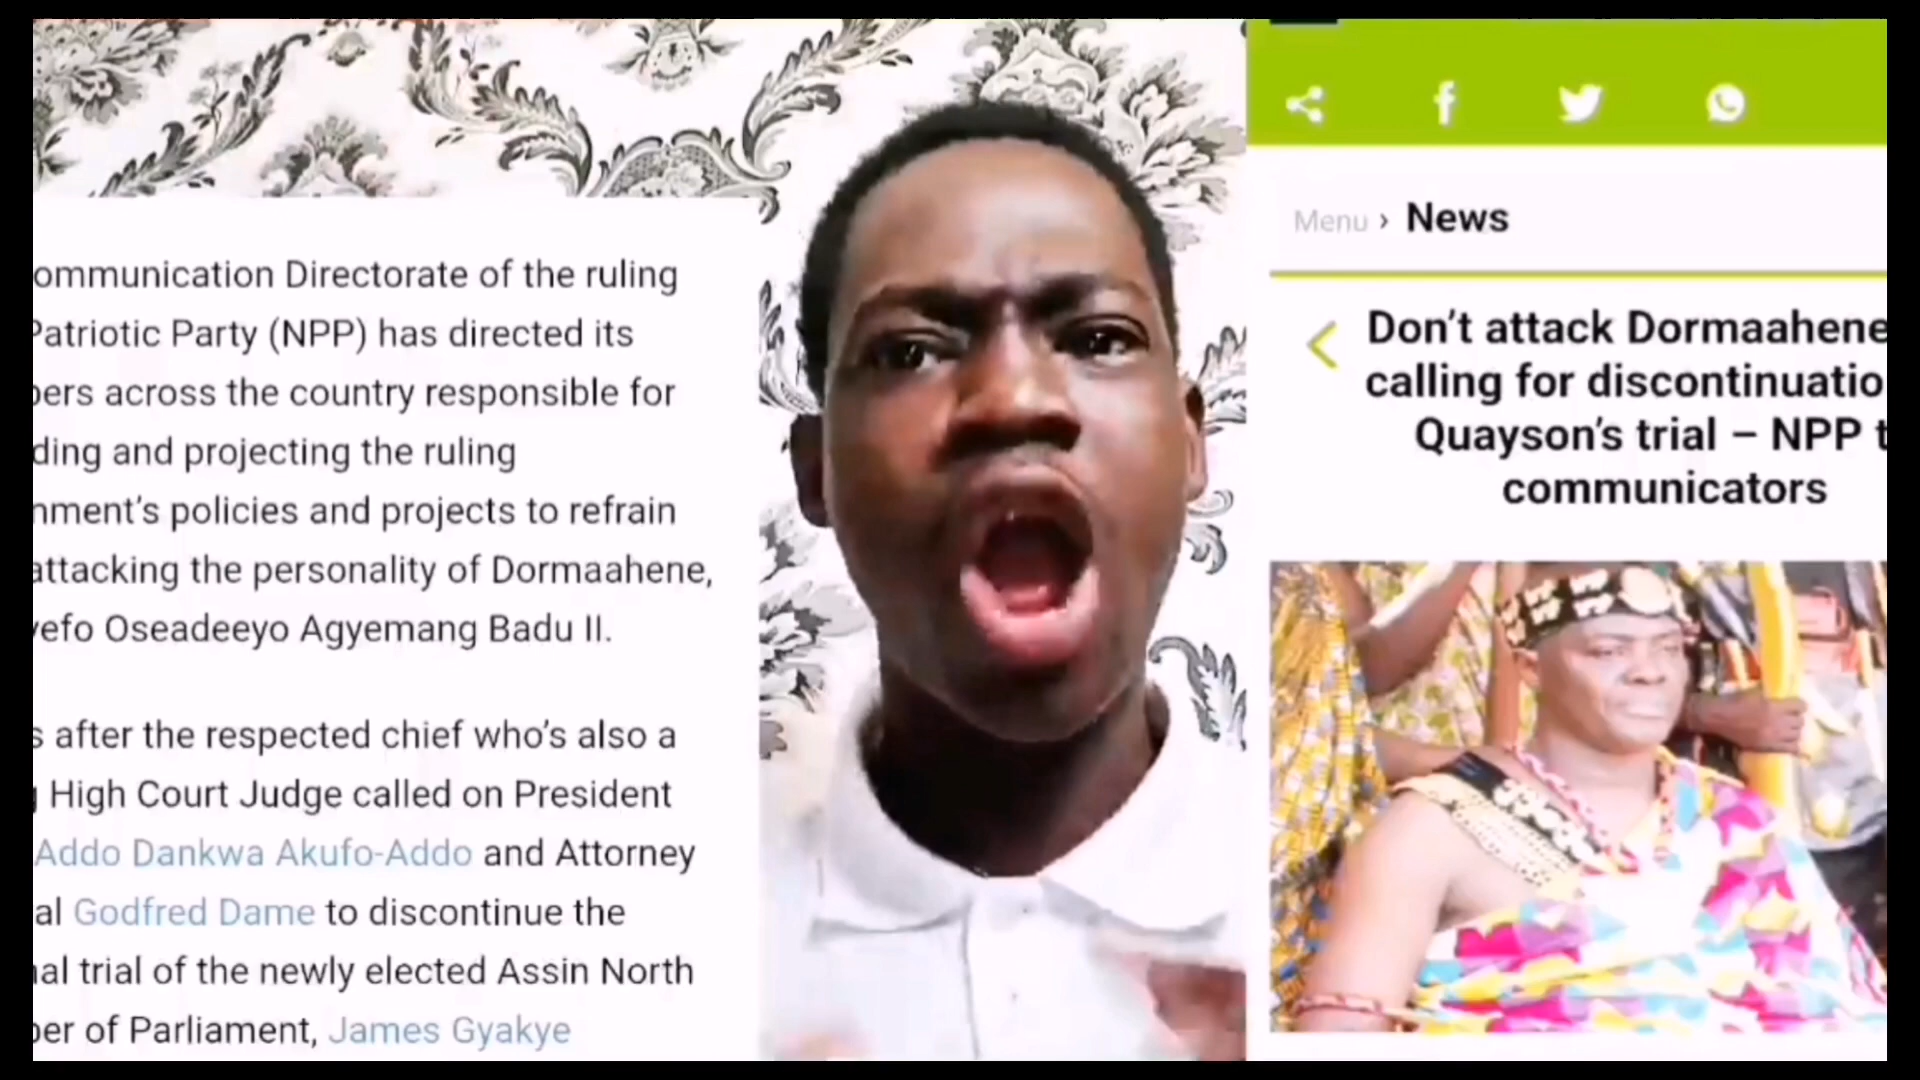 ommunication Directorate of the ruling
Patriotic Party (NPP) has directed its
bers across the country responsible for
ding and projecting the ruling
nment's policies and projects to refrain
attacking the personality of Dormaahene,
yefo Oseadeeyo Agyemang Badu II.
s after the respected chief who's also a
g High Court Judge called on President
Addo Dankwa Akufo-Addo and Attorney
al Godfred Dame to discontinue the
nal trial of the newly elected Assin North
ber of Parliament, James Gyakye
Menu › News
Don't attack Dormaahene
calling for discontinuatio
Quayson's trial – NPP t
communicators